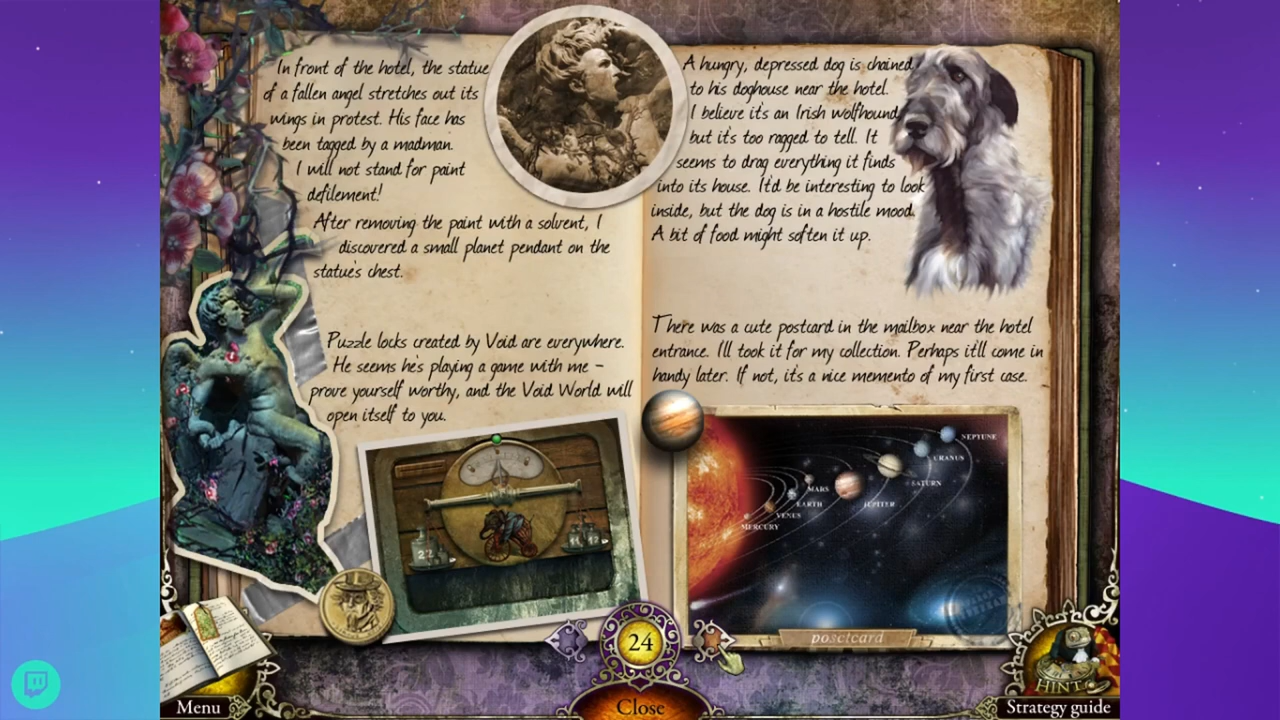 In front of the hotel, the statue
of a fallen angel stretches out its
wings in protest. His face has
been tagged by a madman.
I will not stand for paint
defilement!
After removing the paint with a solvent, I
discovered a small planet pendant on the
statue's chest.
Puzzle locks created by Void are everywhere.
He seems he's playing a game with me –
prove yourself worthy, and the Void World will
open itself to you.
22
12
A hungry, depressed dog is chained
to his doghouse near the hotel.
I believe it's an Irish wolfhound,
but it's too ragged to tell. It
seems to drag everything it finds
into its house. It'd be interesting to look
inside, but the dog is in a hostile mood.
A bit of food might soften it up.
There was a cute postcard in the mailbox near the hotel
entrance. I'll took it for my collection. Perhaps it'll come in
handy later. If not, it's a nice memento of my first case.
NEPTUNE
URANUS
SATURN
JUPITER
MARS
EARTH
VENUS
MERCURY
posctcard
24
HINT
Menu
Close
Strategy guide